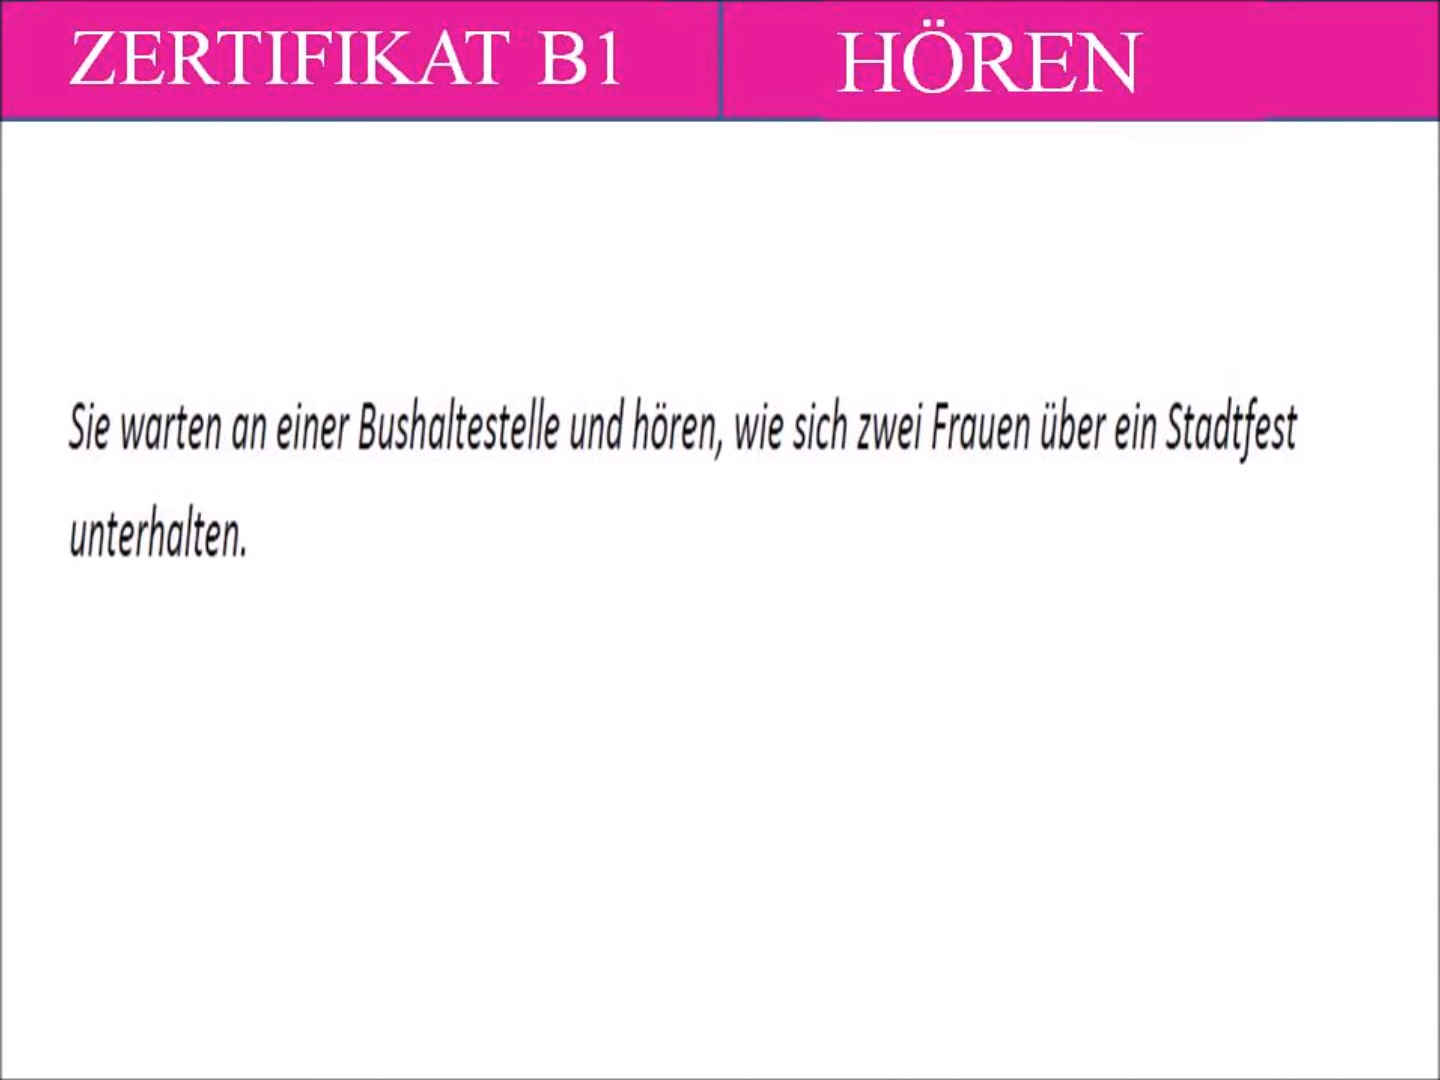 ZERTIFIKAT B1
HÖREN
Sie warten an einer Bushaltestelle und hören, wie sich zwei Frauen über ein Stadtfest
unterhalten.